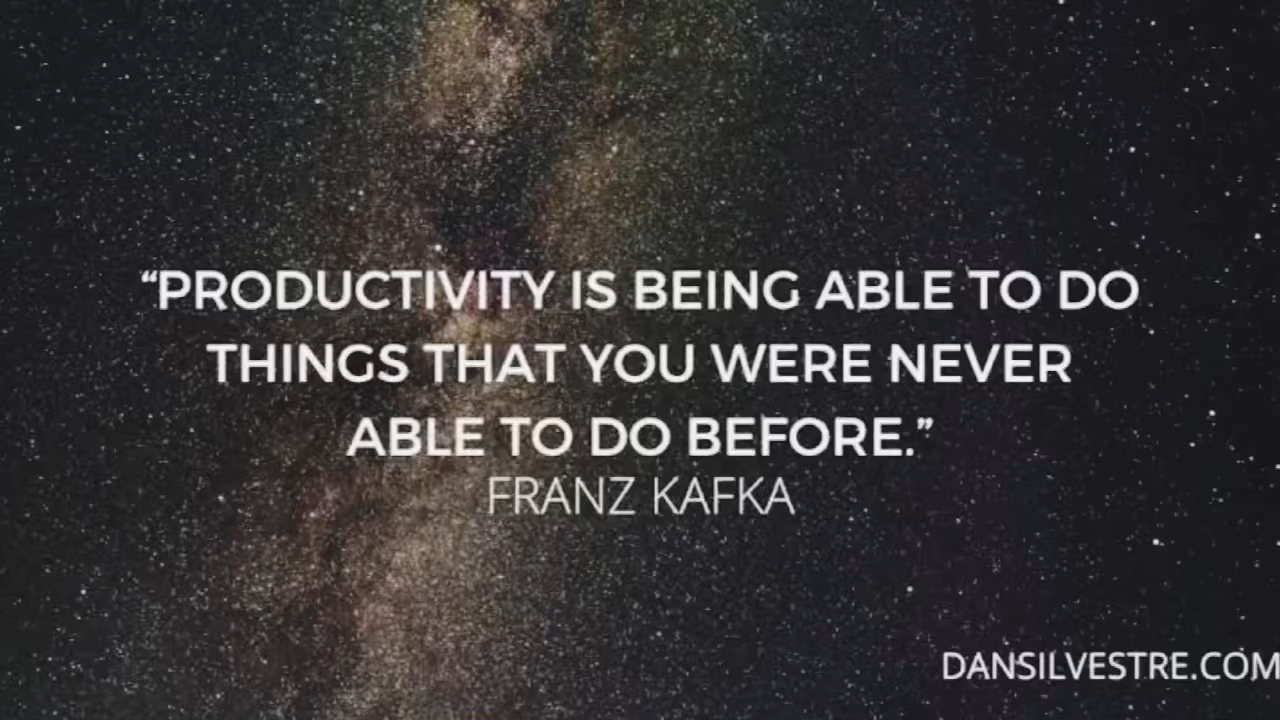 “PRODUCTIVITY IS BEING ABLE TO DO
THINGS THAT YOU WERE NEVER
ABLE TO DO BEFORE.”
FRANZ KAFKA
DANSILVESTRE.COM